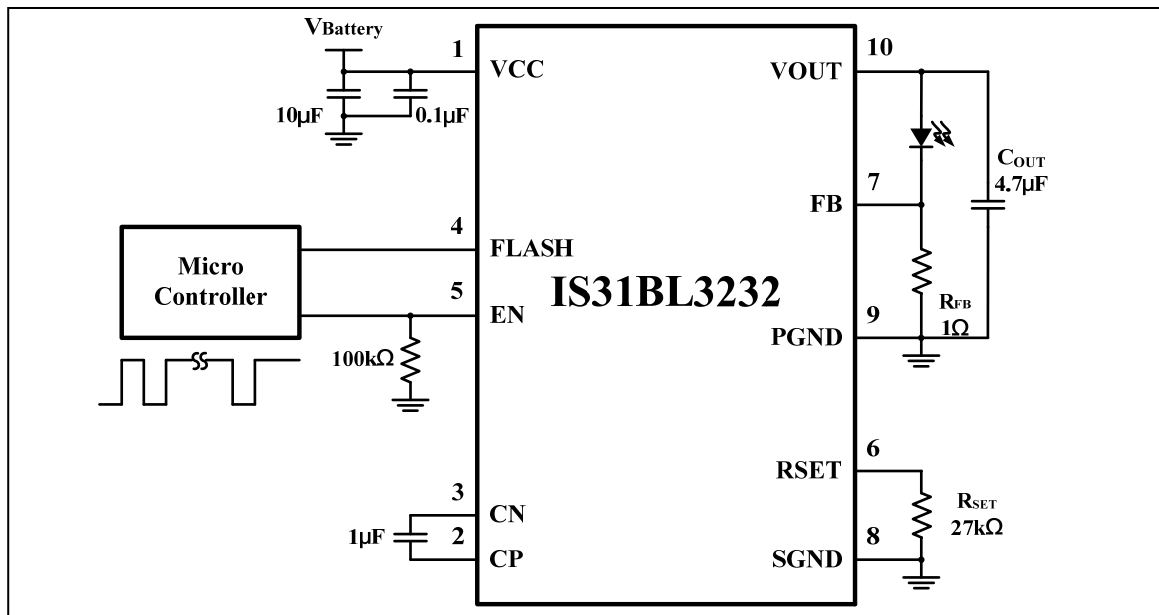 VBattery
1
VCC
10µF
0.1µF
4
FLASH
Micro
Controller
5
EN
100kΩ
3
CN
1µF
2
CP
IS31BL3232
10
VOUT
COUT
4.7µF
7
FB
RFB
1Ω
9
PGND
6
RSET
RSET
27kΩ
8
SGND